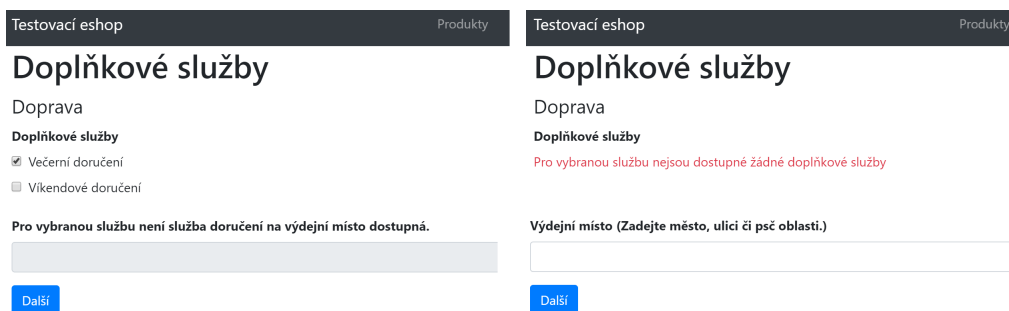 Testovací eshop
Produkty
Doplňkové služby
Doprava
Doplňkové služby
Večerní doručení
Víkendové doručení
Pro vybranou službu není služba doručení na výdejní místo dostupná.
Další
Testovací eshop
Produkty
Doplňkové služby
Doprava
Doplňkové služby
Pro vybranou službu nejsou dostupné žádné doplňkové služby
Výdejní místo (Zadejte město, ulici či psč oblasti.)
Další